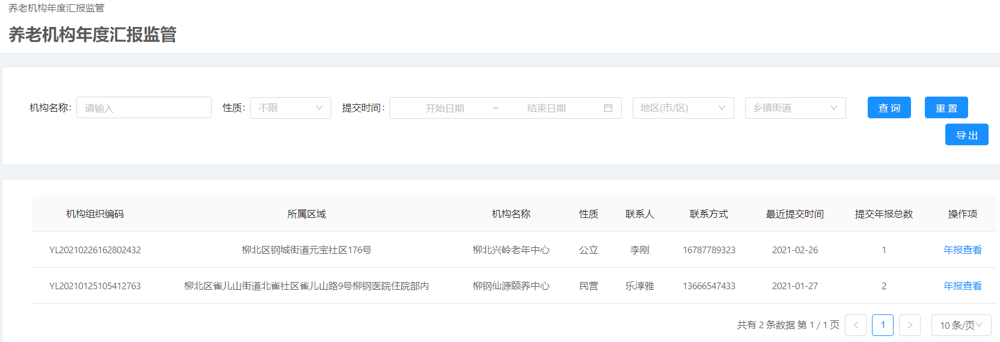 养老机构年度汇报监管
养老机构年度汇报监管
机构名称: 请输入 性质: 不限 提交时间: 开始日期 ~ 结束日期 地区(市/区) 乡镇街道 查 询 重 置
导 出
机构组织编码 所属区域 机构名称 性质 联系人 联系方式 最近提交时间 提交年报总数 操作项
YL20210226162802432 柳北区钢城街道元宝社区176号 柳北兴岭老年中心 公立 李刚 16787789323 2021-02-26 1 年报查看
YL20210125105412763 柳北区雀儿山街道北雀社区雀儿山路9号柳钢医院住院部内 柳钢仙源颐养中心 民营 乐淳雅 13666547433 2021-01-27 2 年报查看
共有 2 条数据 第 1 / 1 页 < 1 > 10 条/页